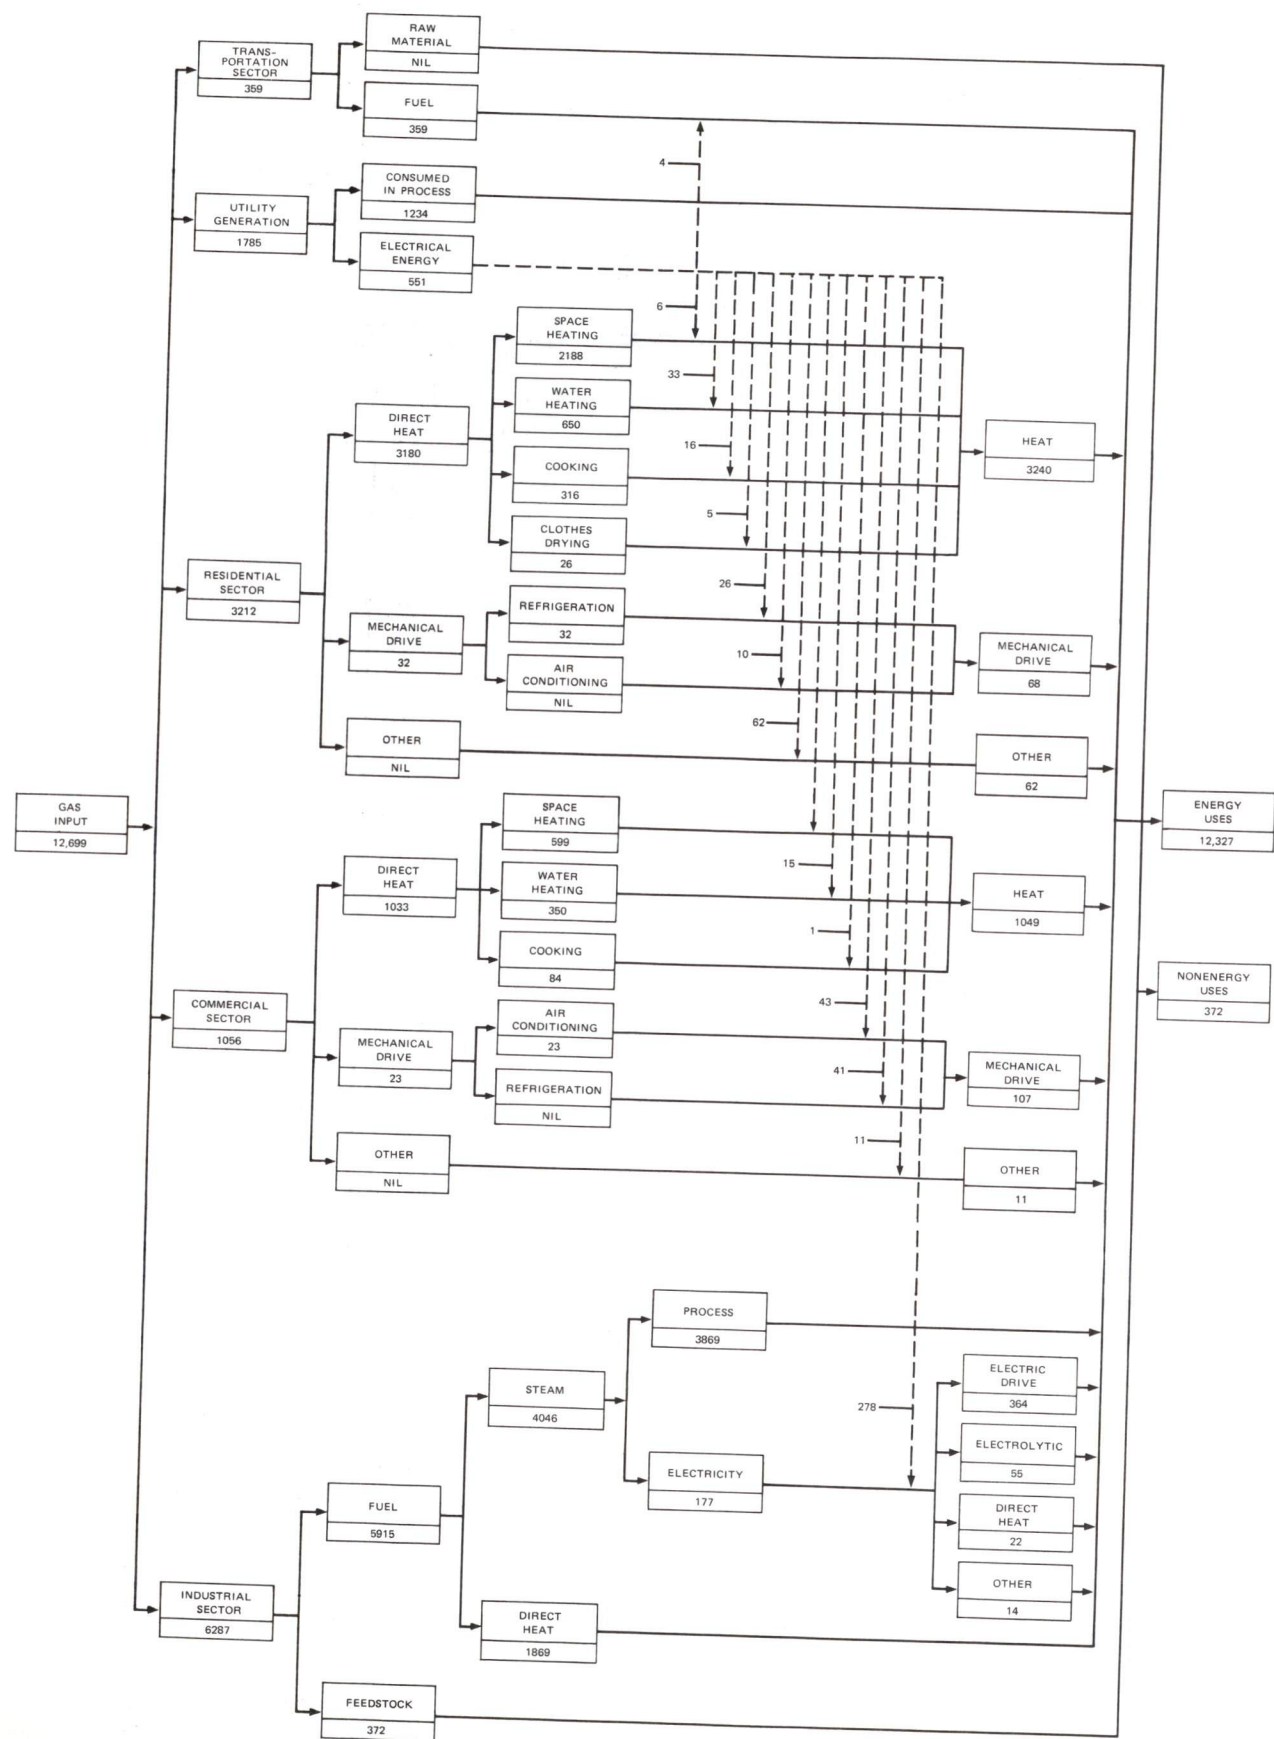 RAW
MATERIAL
NIL
TRANS-
PORTATION
SECTOR
359
FUEL
359
4
CONSUMED
IN PROCESS
1234
UTILITY
GENERATION
1785
ELECTRICAL
ENERGY
551
6
SPACE
HEATING
2188
33
WATER
HEATING
650
DIRECT
HEAT
3180
16
COOKING
316
HEAT
3240
5
CLOTHES
DRYING
26
RESIDENTIAL
SECTOR
3212
26
REFRIGERATION
32
MECHANICAL
DRIVE
32
10
AIR
CONDITIONING
NIL
MECHANICAL
DRIVE
68
62
OTHER
NIL
OTHER
62
GAS
INPUT
12,699
SPACE
HEATING
599
ENERGY
USES
12,327
DIRECT
HEAT
1033
15
WATER
HEATING
350
HEAT
1049
1
COOKING
84
NONENERGY
USES
372
COMMERCIAL
SECTOR
1056
43
AIR
CONDITIONING
23
MECHANICAL
DRIVE
23
41
REFRIGERATION
NIL
MECHANICAL
DRIVE
107
11
OTHER
NIL
OTHER
11
PROCESS
3869
STEAM
4046
ELECTRIC
DRIVE
364
278
ELECTRICITY
177
ELECTROLYTIC
55
FUEL
5915
DIRECT
HEAT
22
OTHER
14
INDUSTRIAL
SECTOR
6287
DIRECT
HEAT
1869
FEEDSTOCK
372